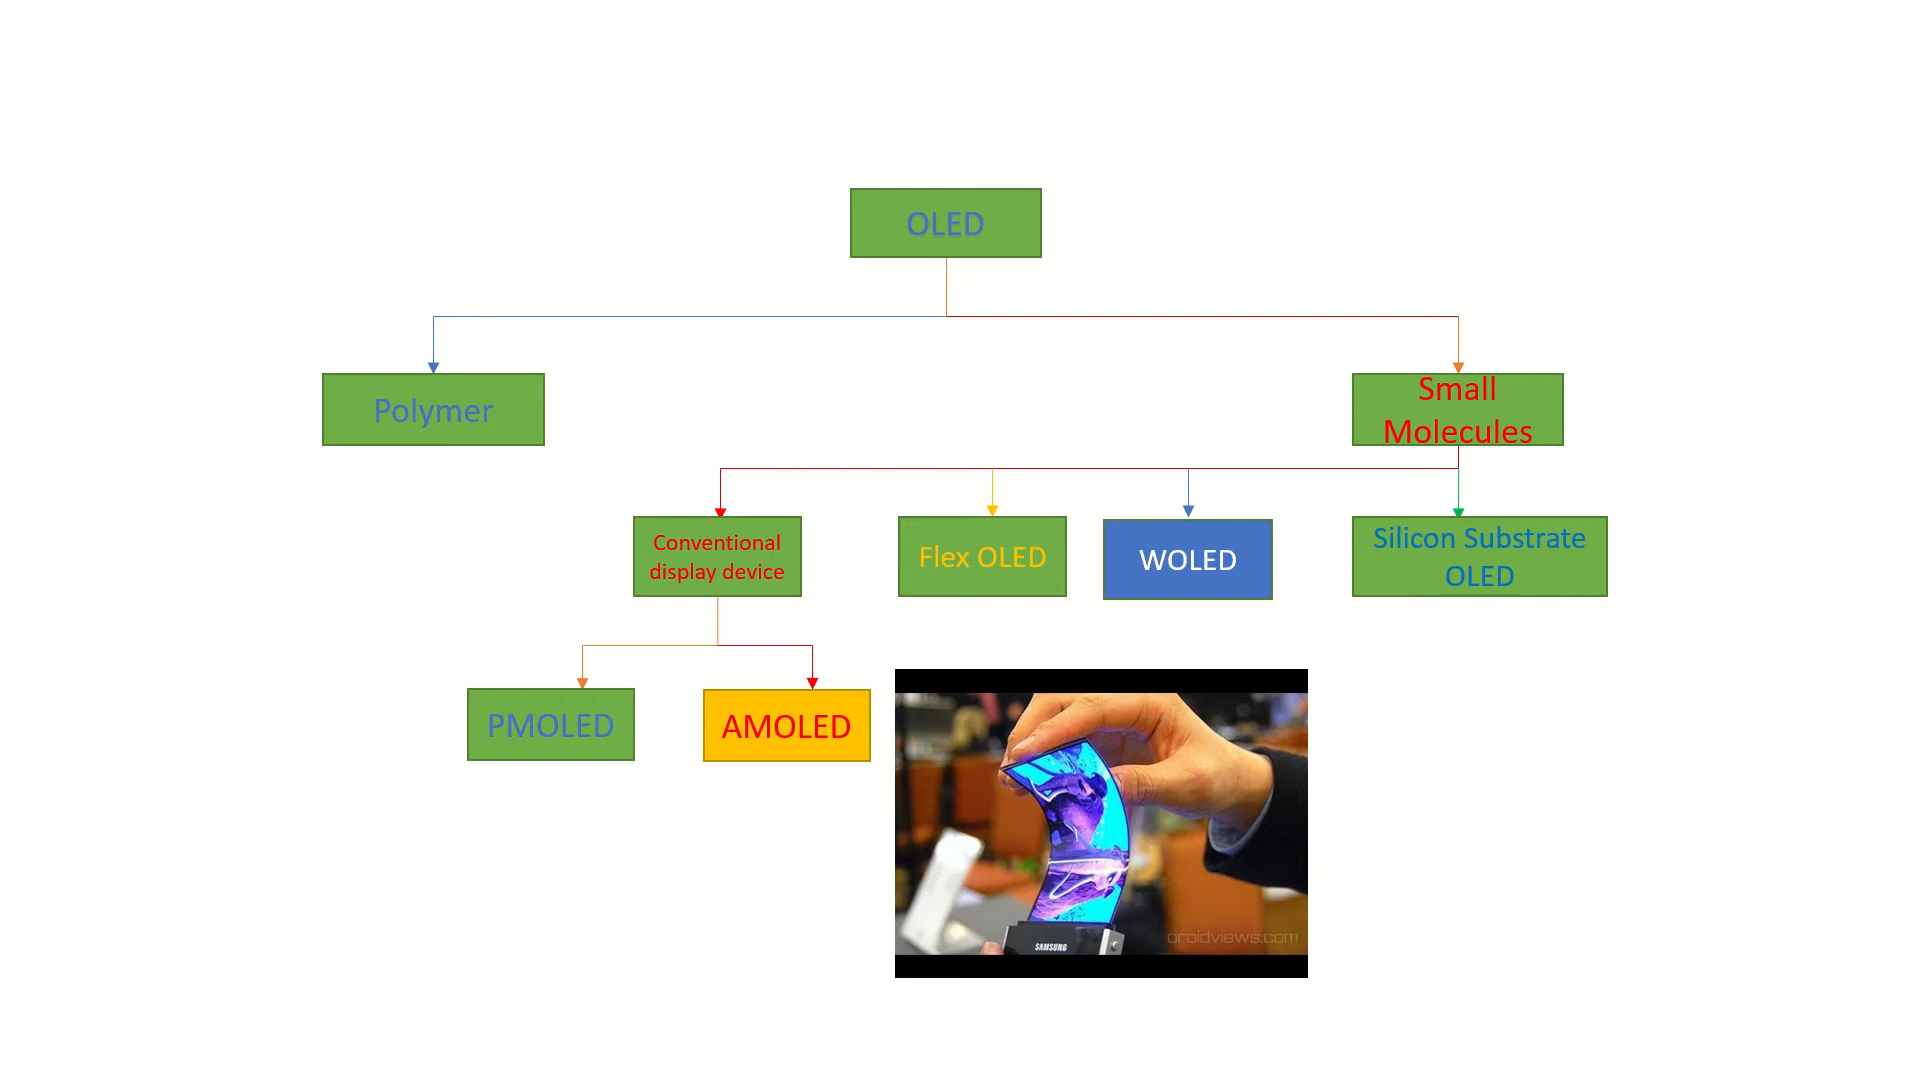 OLED
Polymer
Small
Molecules
Conventional
display device
Flex OLED
WOLED
Silicon Substrate
OLED
PMOLED
AMOLED
SAMSUNG
droidviews.com